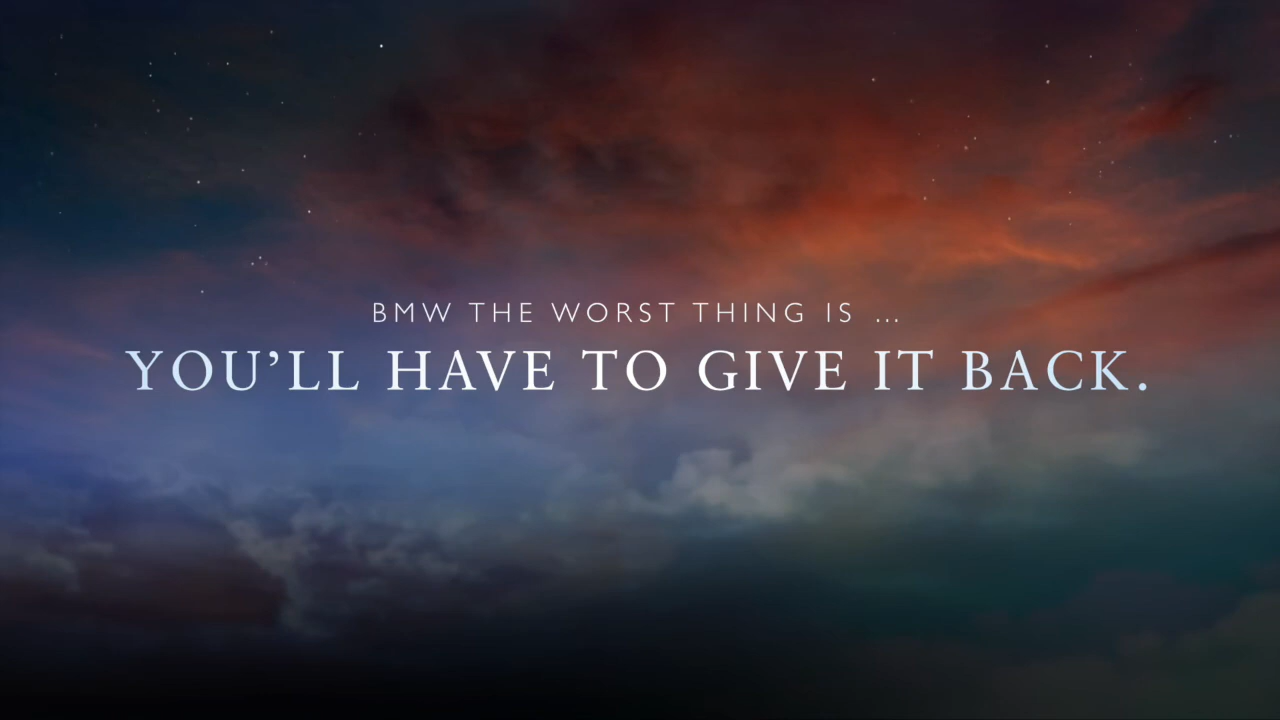 BMW THE WORST THING IS ...
YOU’LL HAVE TO GIVE IT BACK.